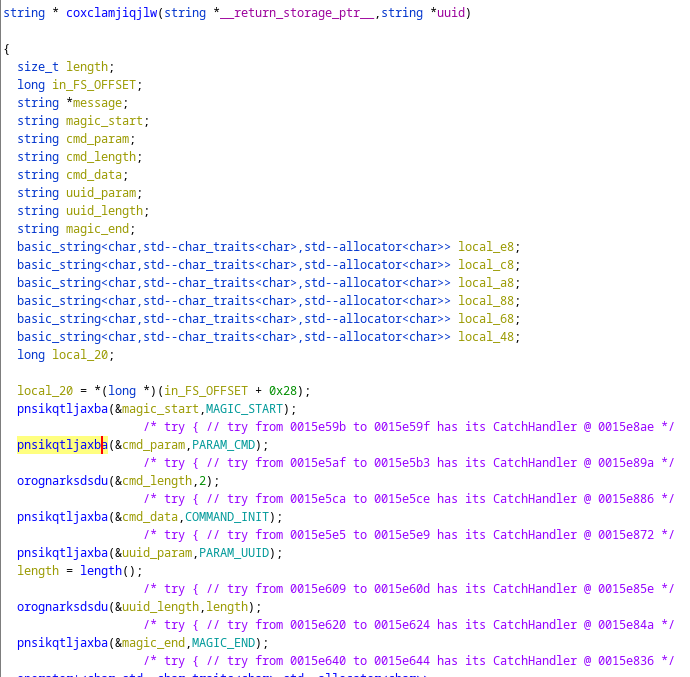 string * coxclamjiqjlw(string *__return_storage_ptr__,string *uuid)
{
size_t length;
long in_FS_OFFSET;
string *message;
string magic_start;
string cmd_param;
string cmd_length;
string cmd_data;
string uuid_param;
string uuid_length;
string magic_end;
basic_string<char,std--char_traits<char>,std--allocator<char>> local_e8;
basic_string<char,std--char_traits<char>,std--allocator<char>> local_c8;
basic_string<char,std--char_traits<char>,std--allocator<char>> local_a8;
basic_string<char,std--char_traits<char>,std--allocator<char>> local_88;
basic_string<char,std--char_traits<char>,std--allocator<char>> local_68;
basic_string<char,std--char_traits<char>,std--allocator<char>> local_48;
long local_20;
local_20 = *(long *)(in_FS_OFFSET + 0x28);
pnsikqtljaxba(&magic_start,MAGIC_START);
/* try { // try from 0015e59b to 0015e59f has its CatchHandler @ 0015e8ae */
pnsikqtljaxba(&cmd_param,PARAM_CMD);
/* try { // try from 0015e5af to 0015e5b3 has its CatchHandler @ 0015e89a */
orognarksdsdu(&cmd_length,2);
/* try { // try from 0015e5ca to 0015e5ce has its CatchHandler @ 0015e886 */
pnsikqtljaxba(&cmd_data,COMMAND_INIT);
/* try { // try from 0015e5e5 to 0015e5e9 has its CatchHandler @ 0015e872 */
pnsikqtljaxba(&uuid_param,PARAM_UUID);
length = length();
/* try { // try from 0015e609 to 0015e60d has its CatchHandler @ 0015e85e */
orognarksdsdu(&uuid_length,length);
/* try { // try from 0015e620 to 0015e624 has its CatchHandler @ 0015e84a */
pnsikqtljaxba(&magic_end,MAGIC_END);
/* try { // try from 0015e640 to 0015e644 has its CatchHandler @ 0015e836 */